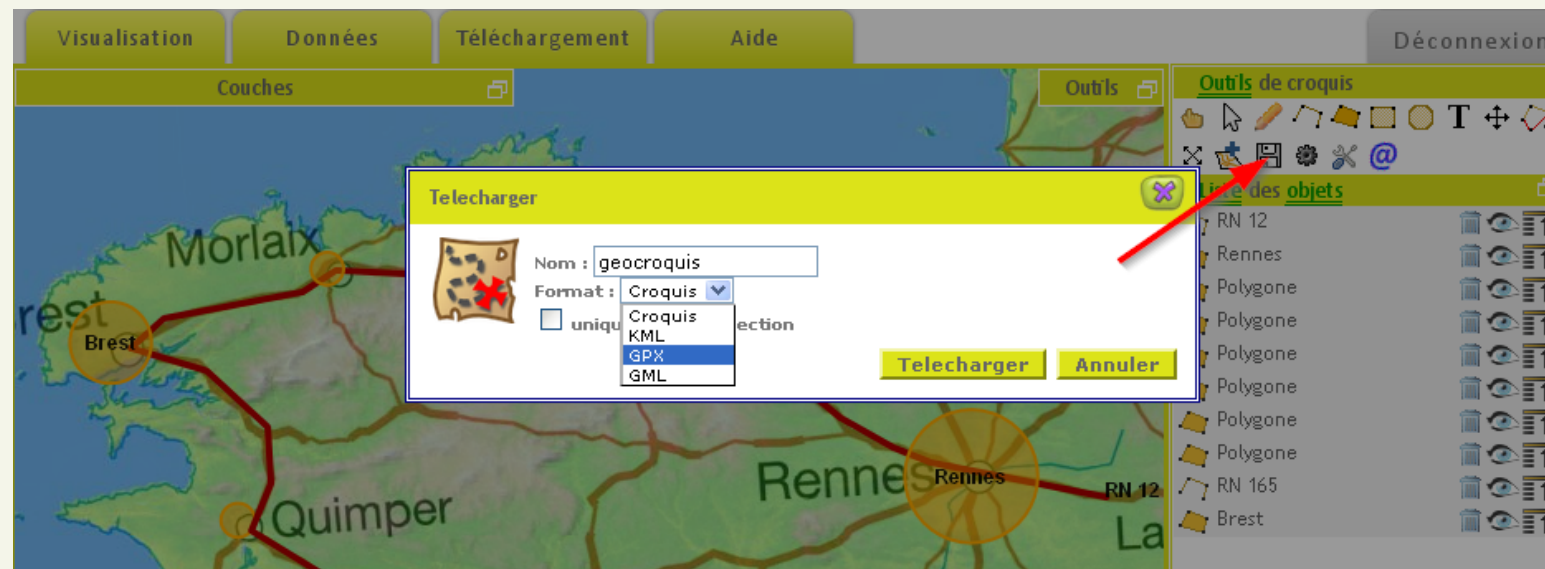 Visualisation Données Téléchargement Aide Déconnexion
Couches
Outils
Outils de croquis
T
@
Liste des objets
RN 12
Rennes
Polygone
Polygone
Polygone
Polygone
Polygone
Polygone
RN 165
Brest
Telecharger
Nom : geocroquis
Format : Croquis
Croquis
KML
GPX
GML
uniqu ection
Telecharger Annuler
Morlaix
rest
Brest
Quimper
Rennes
Rennes
RN 12
La